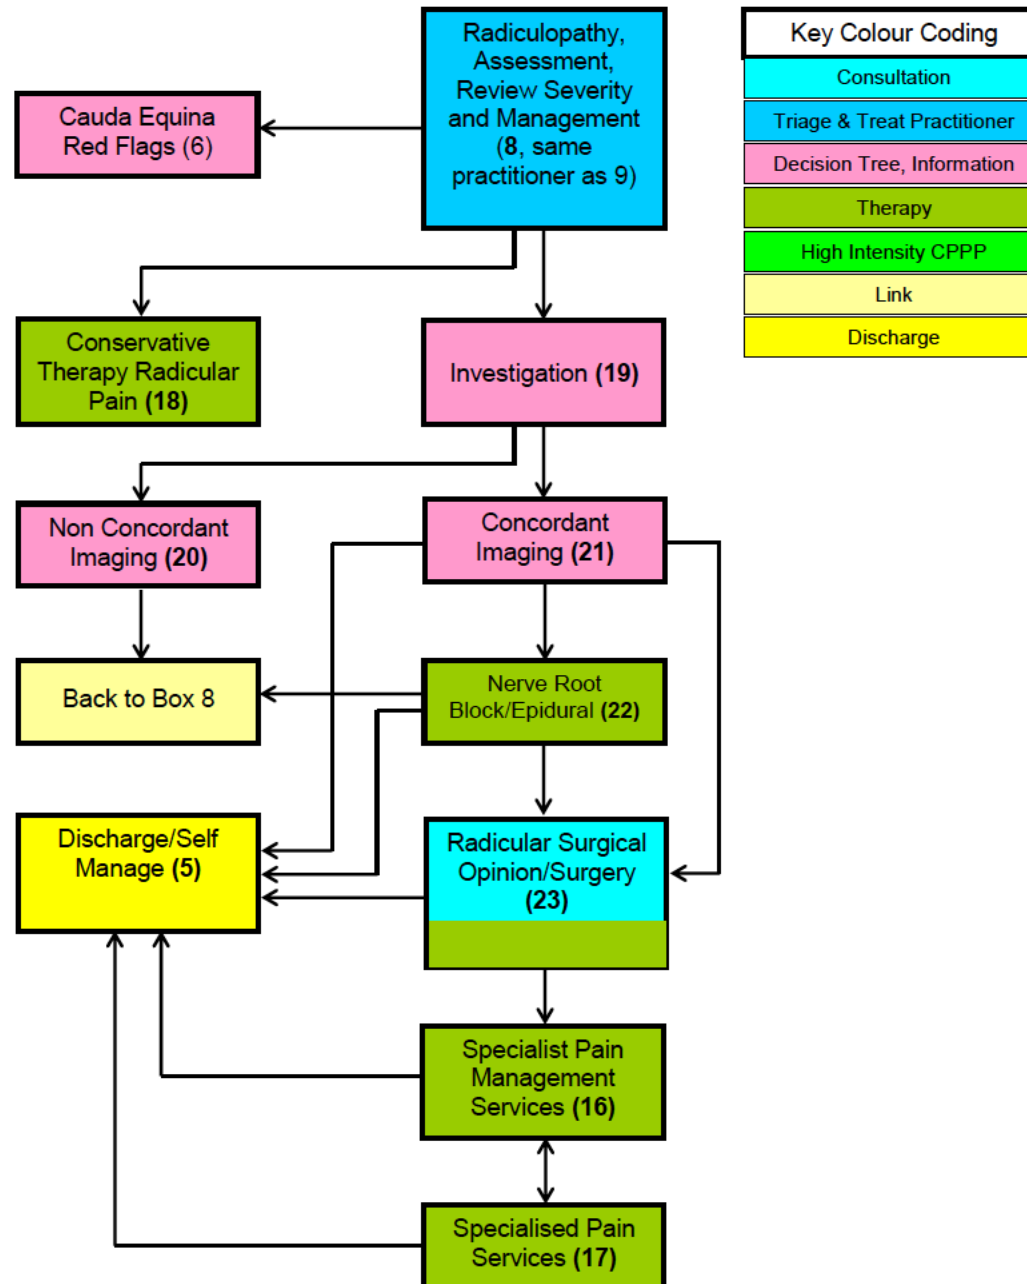 Radiculopathy,
Assessment,
Review Severity
and Management
(8, same
practitioner as 9)
Key Colour Coding
Consultation
Triage & Treat Practitioner
Decision Tree, Information
Therapy
High Intensity CPPP
Link
Discharge
Cauda Equina
Red Flags (6)
Conservative
Therapy Radicular
Pain (18)
Investigation (19)
Non Concordant
Imaging (20)
Concordant
Imaging (21)
Back to Box 8
Nerve Root
Block/Epidural (22)
Discharge/Self
Manage (5)
Radicular Surgical
Opinion/Surgery
(23)
Specialist Pain
Management
Services (16)
Specialised Pain
Services (17)